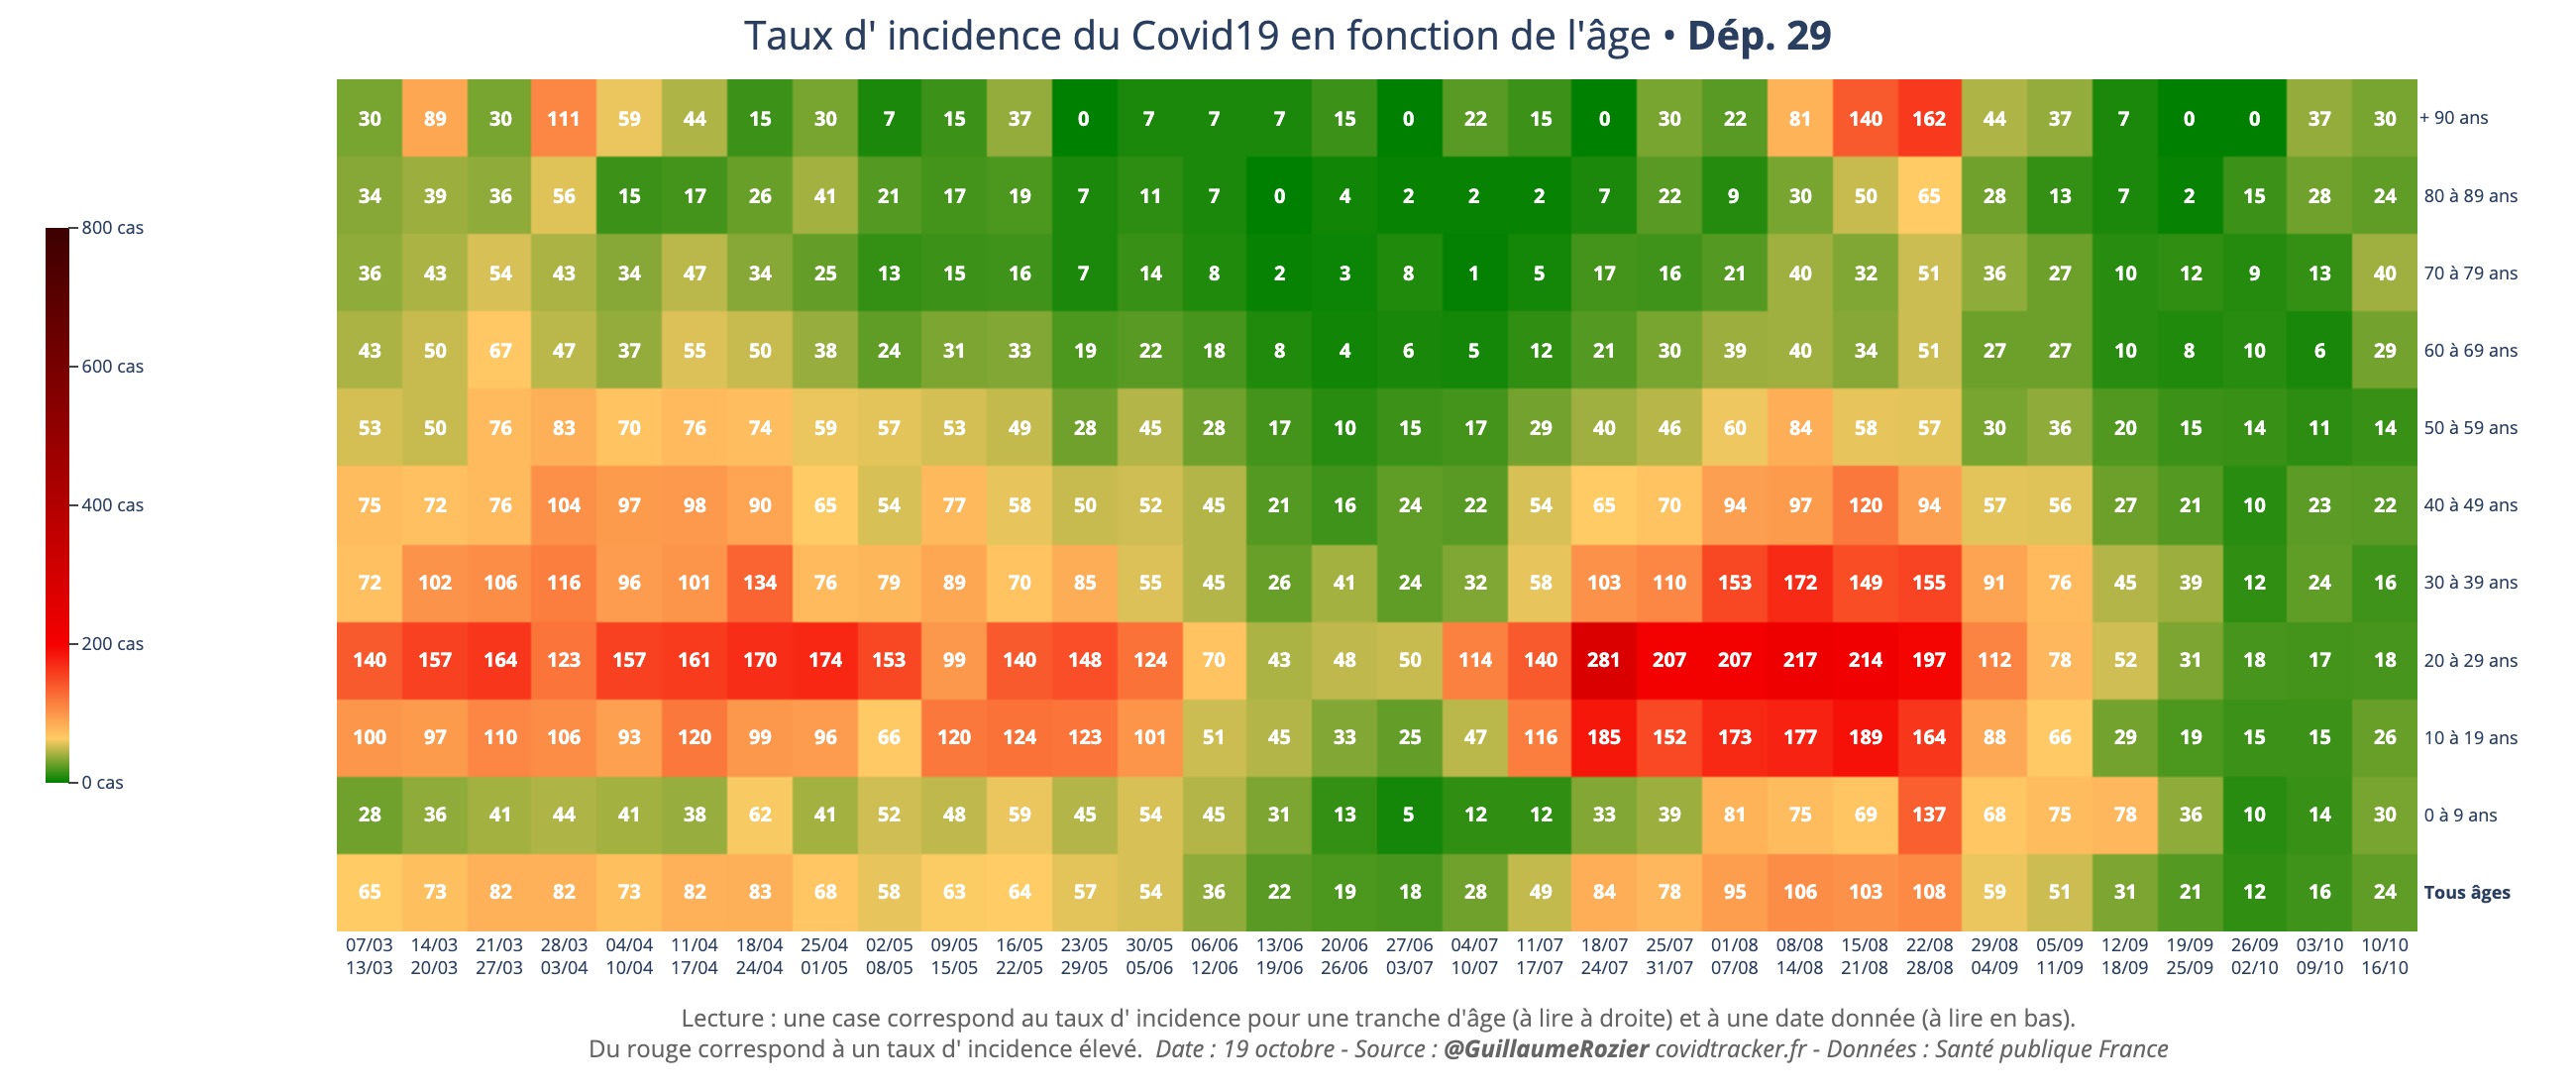 Taux d' incidence du Covid19 en fonction de l'âge • Dép. 29
30 89 30 111 59 44 15 30 7 15 37 0 7 7 7 15 0 22 15 0 30 22 81 140 162 44 37 7 0 0 37 30 + 90 ans
34 39 36 56 15 17 26 41 21 17 19 7 11 7 0 4 2 2 2 7 22 9 30 50 65 28 13 7 2 15 28 24 80 à 89 ans
800 cas
36 43 54 43 34 47 34 25 13 15 16 7 14 8 2 3 8 1 5 17 16 21 40 32 51 36 27 10 12 9 13 40 70 à 79 ans
43 50 67 47 37 55 50 38 24 31 33 19 22 18 8 4 6 5 12 21 30 39 40 34 51 27 27 10 8 10 6 29 60 à 69 ans
600 cas
53 50 76 83 70 76 74 59 57 53 49 28 45 28 17 10 15 17 29 40 46 60 84 58 57 30 36 20 15 14 11 14 50 à 59 ans
400 cas
75 72 76 104 97 98 90 65 54 77 58 50 52 45 21 16 24 22 54 65 70 94 97 120 94 57 56 27 21 10 23 22 40 à 49 ans
72 102 106 116 96 101 134 76 79 89 70 85 55 45 26 41 24 32 58 103 110 153 172 149 155 91 76 45 39 12 24 16 30 à 39 ans
200 cas
140 157 164 123 157 161 170 174 153 99 140 148 124 70 43 48 50 114 140 281 207 207 217 214 197 112 78 52 31 18 17 18 20 à 29 ans
100 97 110 106 93 120 99 96 66 120 124 123 101 51 45 33 25 47 116 185 152 173 177 189 164 88 66 29 19 15 15 26 10 à 19 ans
0 cas
28 36 41 44 41 38 62 41 52 48 59 45 54 45 31 13 5 12 12 33 39 81 75 69 137 68 75 78 36 10 14 30 0 à 9 ans
65 73 82 82 73 82 83 68 58 63 64 57 54 36 22 19 18 28 49 84 78 95 106 103 108 59 51 31 21 12 16 24 Tous âges
07/03 14/03 21/03 28/03 04/04 11/04 18/04 25/04 02/05 09/05 16/05 23/05 30/05 06/06 13/06 20/06 27/06 04/07 11/07 18/07 25/07 01/08 08/08 15/08 22/08 29/08 05/09 12/09 19/09 26/09 03/10 10/10
13/03 20/03 27/03 03/04 10/04 17/04 24/04 01/05 08/05 15/05 22/05 29/05 05/06 12/06 19/06 26/06 03/07 10/07 17/07 24/07 31/07 07/08 14/08 21/08 28/08 04/09 11/09 18/09 25/09 02/10 09/10 16/10
Lecture : une case correspond au taux d' incidence pour une tranche d'âge (à lire à droite) et à une date donnée (à lire en bas).
Du rouge correspond à un taux d' incidence élevé. Date : 19 octobre - Source : @GuillaumeRozier covidtracker.fr - Données : Santé publique France